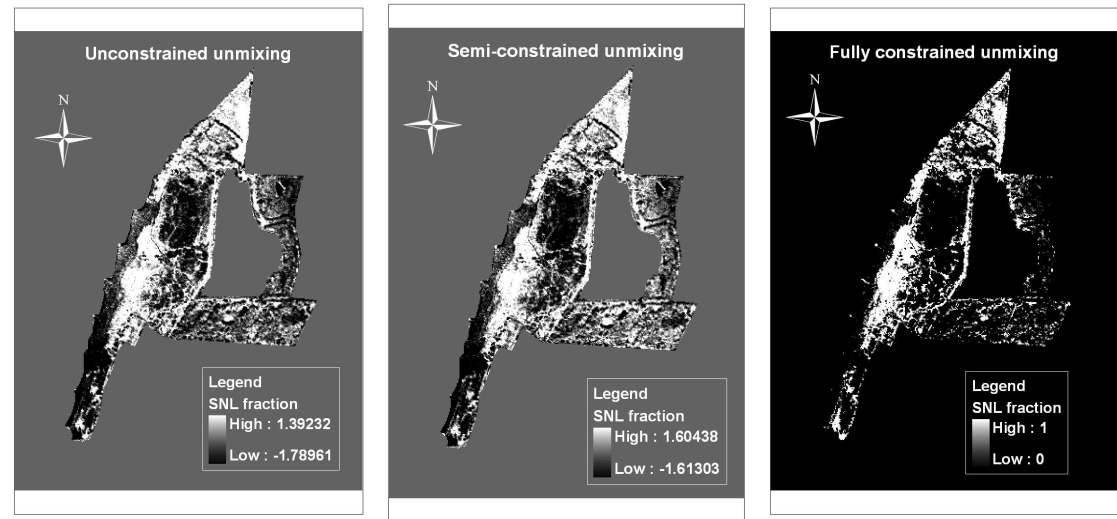 Unconstrained unmixing
N
Legend
SNL fraction
High : 1.39232
Low : -1.78961
Semi-constrained unmixing
N
Legend
SNL fraction
High : 1.60438
Low : -1.61303
Fully constrained unmixing
N
Legend
SNL fraction
High : 1
Low : 0